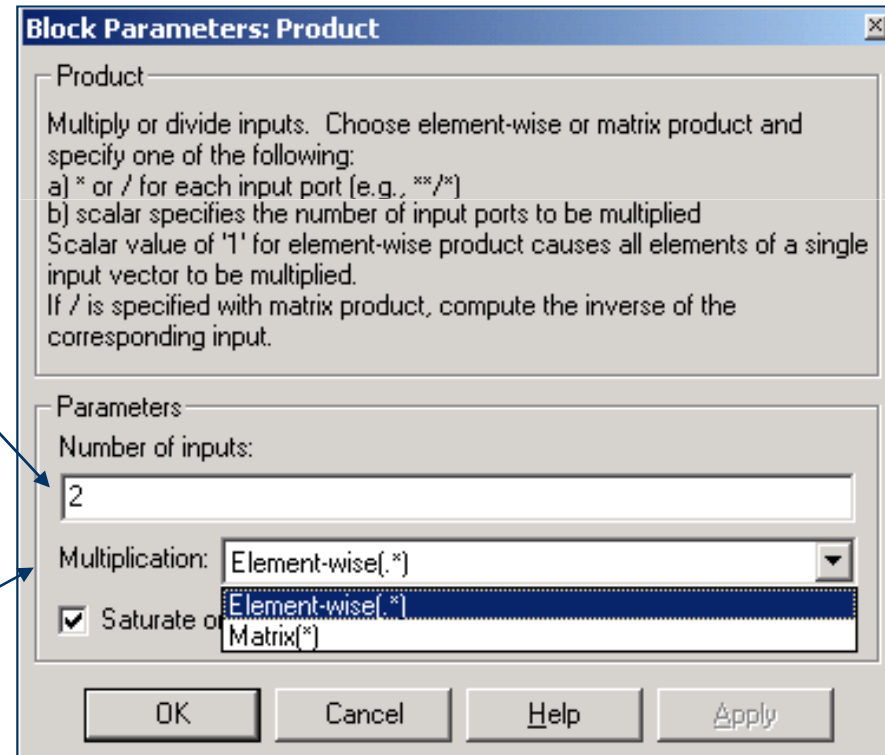 Block Parameters: Product
Product
Multiply or divide inputs. Choose element-wise or matrix product and
specify one of the following:
a) * or / for each input port (e.g., **/*)
b) scalar specifies the number of input ports to be multiplied
Scalar value of '1' for element-wise product causes all elements of a single
input vector to be multiplied.
If / is specified with matrix product, compute the inverse of the
corresponding input.
Parameters
Number of inputs:
2
Multiplication: Element-wise(.*)
Element-wise(.*)
Saturate
Matrix(*)
OK Cancel Help Apply